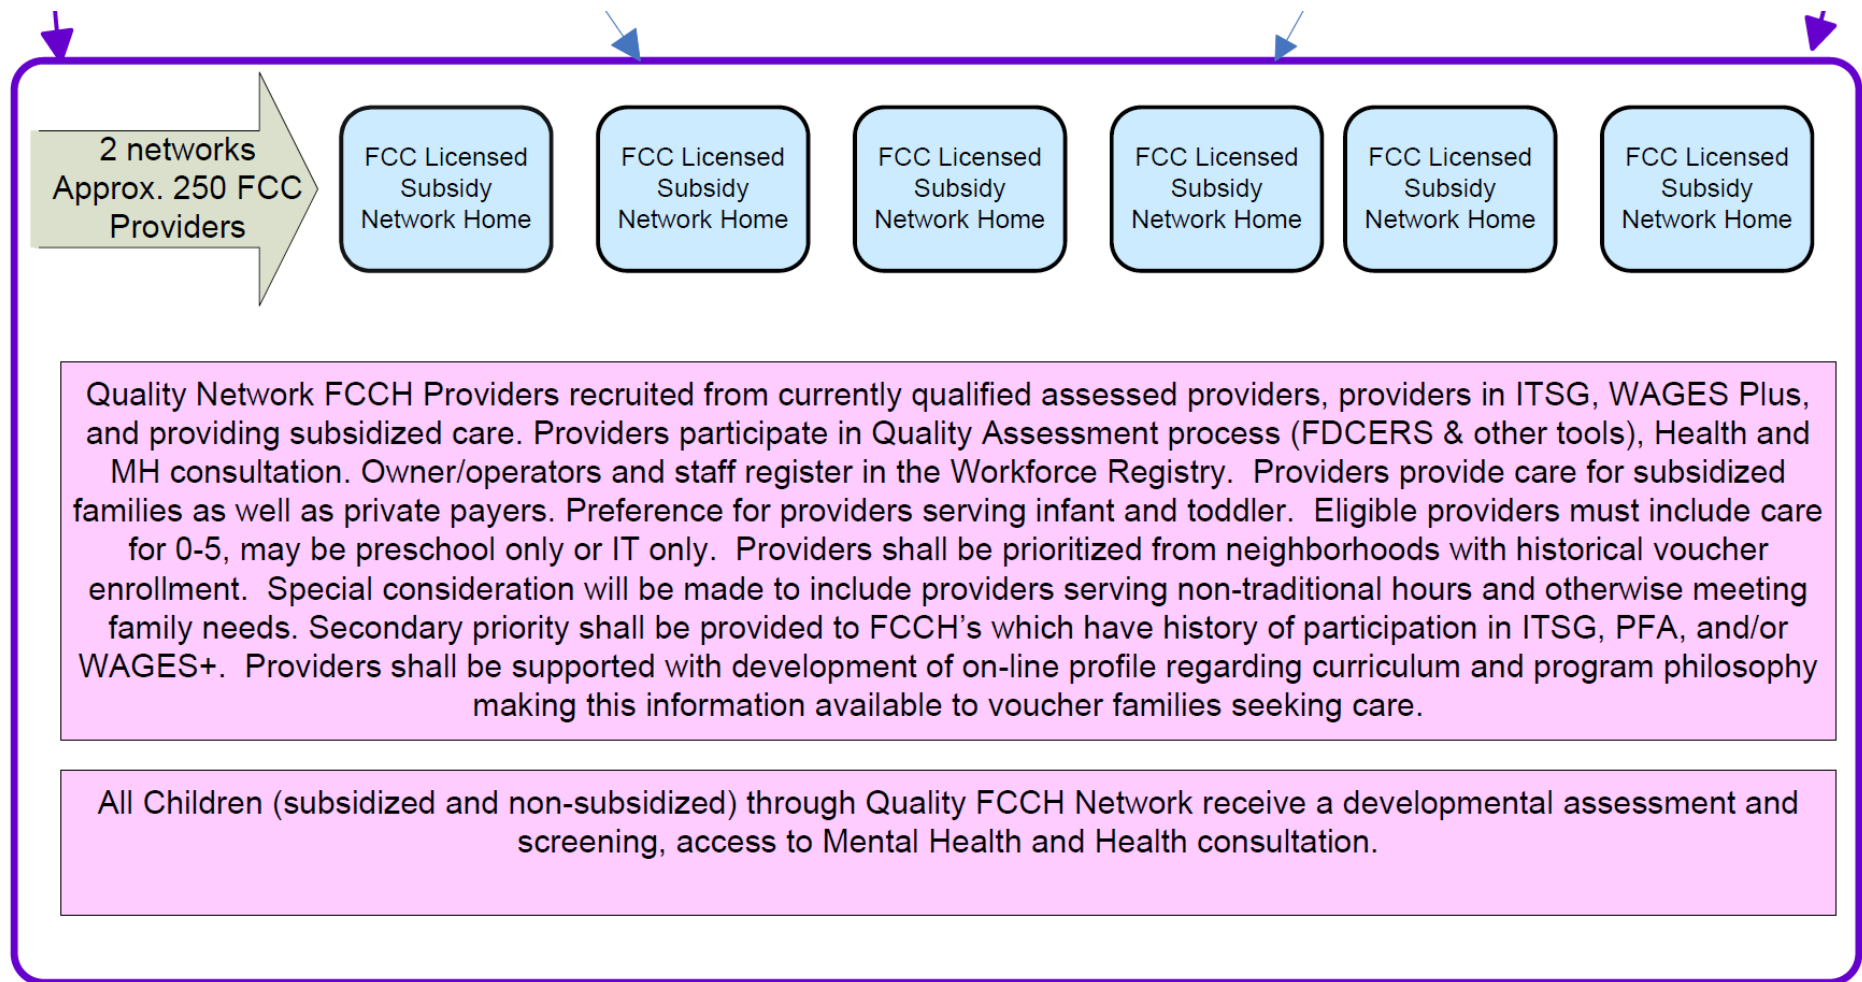 2 networks
Approx. 250 FCC
Providers
FCC Licensed
Subsidy
Network Home
FCC Licensed
Subsidy
Network Home
FCC Licensed
Subsidy
Network Home
FCC Licensed
Subsidy
Network Home
FCC Licensed
Subsidy
Network Home
FCC Licensed
Subsidy
Network Home
Quality Network FCCH Providers recruited from currently qualified assessed providers, providers in ITSG, WAGES Plus,
and providing subsidized care. Providers participate in Quality Assessment process (FDCERS & other tools), Health and
MH consultation. Owner/operators and staff register in the Workforce Registry.  Providers provide care for subsidized
families as well as private payers. Preference for providers serving infant and toddler.  Eligible providers must include care
for 0-5, may be preschool only or IT only.  Providers shall be prioritized from neighborhoods with historical voucher
enrollment.  Special consideration will be made to include providers serving non-traditional hours and otherwise meeting
family needs. Secondary priority shall be provided to FCCH's which have history of participation in ITSG, PFA, and/or
WAGES+.  Providers shall be supported with development of on-line profile regarding curriculum and program philosophy
making this information available to voucher families seeking care.
All Children (subsidized and non-subsidized) through Quality FCCH Network receive a developmental assessment and
screening, access to Mental Health and Health consultation.